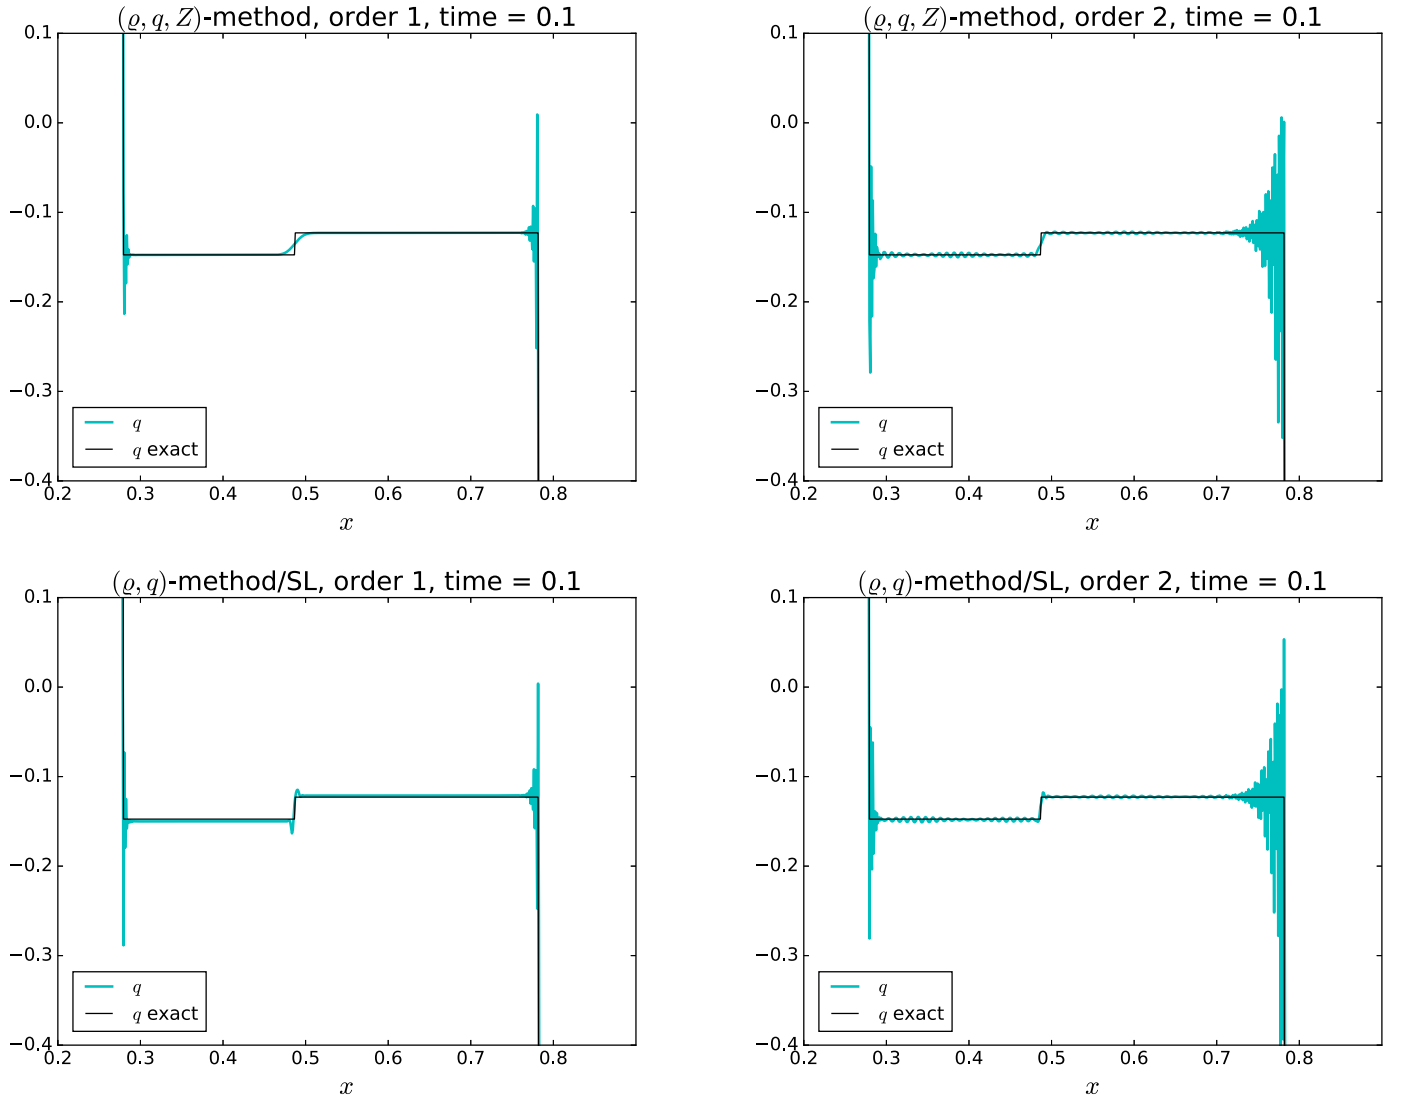 (ϱ, q, Z)-method, order 1, time = 0.1
0.1
0.0
−0.1
−0.2
−0.3
−0.4
q
q exact
0.2 0.3 0.4 0.5 0.6 0.7 0.8
x
(ϱ, q, Z)-method, order 2, time = 0.1
0.1
0.0
−0.1
−0.2
−0.3
−0.4
q
q exact
0.2 0.3 0.4 0.5 0.6 0.7 0.8
x
(ϱ, q)-method/SL, order 1, time = 0.1
0.1
0.0
−0.1
−0.2
−0.3
−0.4
q
q exact
0.2 0.3 0.4 0.5 0.6 0.7 0.8
x
(ϱ, q)-method/SL, order 2, time = 0.1
0.1
0.0
−0.1
−0.2
−0.3
−0.4
q
q exact
0.2 0.3 0.4 0.5 0.6 0.7 0.8
x